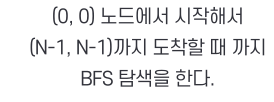 (0, 0) 노드에서 시작해서
(N-1, N-1)까지 도착할 때 까지
BFS 탐색을 한다.